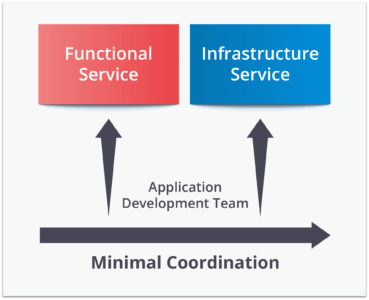 Functional
Service
Infrastructure
Service
Application
Development Team
Minimal Coordination